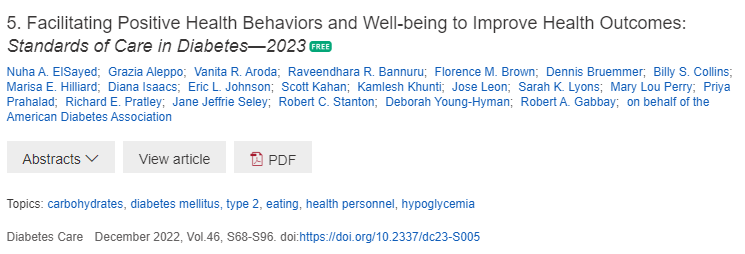 5. Facilitating Positive Health Behaviors and Well-being to Improve Health Outcomes:
Standards of Care in Diabetes—2023 FREE
Nuha A. ElSayed; Grazia Aleppo; Vanita R. Aroda; Raveendhara R. Bannuru; Florence M. Brown; Dennis Bruemmer; Billy S. Collins;
Marisa E. Hilliard; Diana Isaacs; Eric L. Johnson; Scott Kahan; Kamlesh Khunti; Jose Leon; Sarah K. Lyons; Mary Lou Perry; Priya
Prahalad; Richard E. Pratley; Jane Jeffrie Seley; Robert C. Stanton; Deborah Young-Hyman; Robert A. Gabbay; on behalf of the
American Diabetes Association
Abstracts View article PDF
Topics: carbohydrates, diabetes mellitus, type 2, eating, health personnel, hypoglycemia
Diabetes Care December 2022, Vol.46, S68-S96. doi:https://doi.org/10.2337/dc23-S005